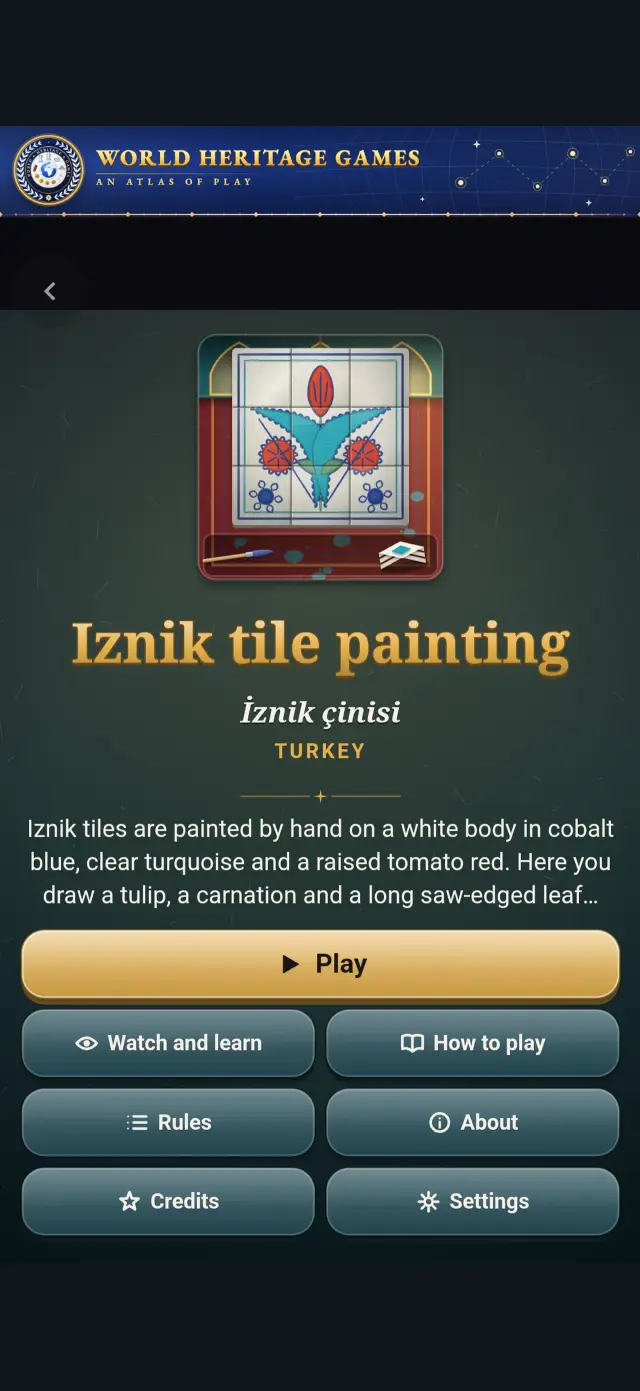 WORLD HERITAGE GAMES
AN ATLAS OF PLAY
Iznik tile painting
İznik çinisi
TURKEY
Iznik tiles are painted by hand on a white body in cobalt
blue, clear turquoise and a raised tomato red. Here you
draw a tulip, a carnation and a long saw-edged leaf…
Play
Watch and learn
How to play
Rules
About
Credits
Settings